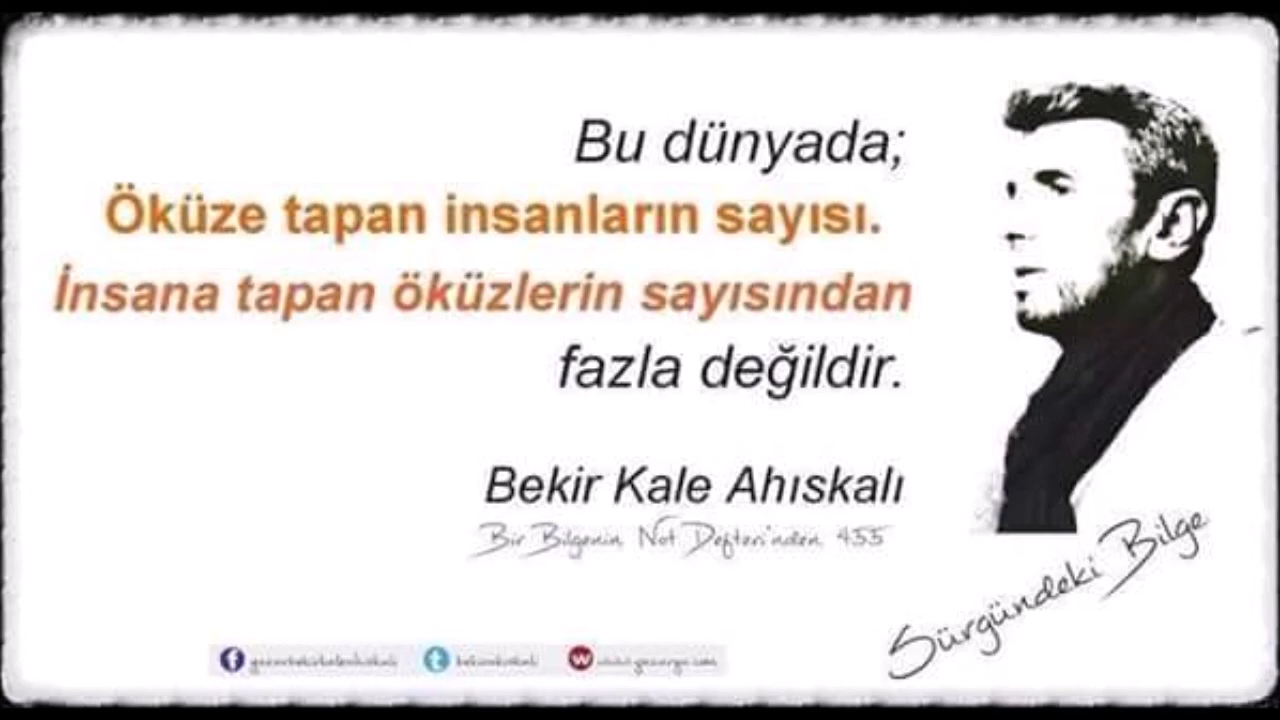 Bu dünyada;
Öküze tapan insanların sayısı.
İnsana tapan öküzlerin sayısından
fazla değildir.
Bekir Kale Ahıskalı
Bir Bilgenin Not Defteri'nden 455
Sürgündeki Bilge